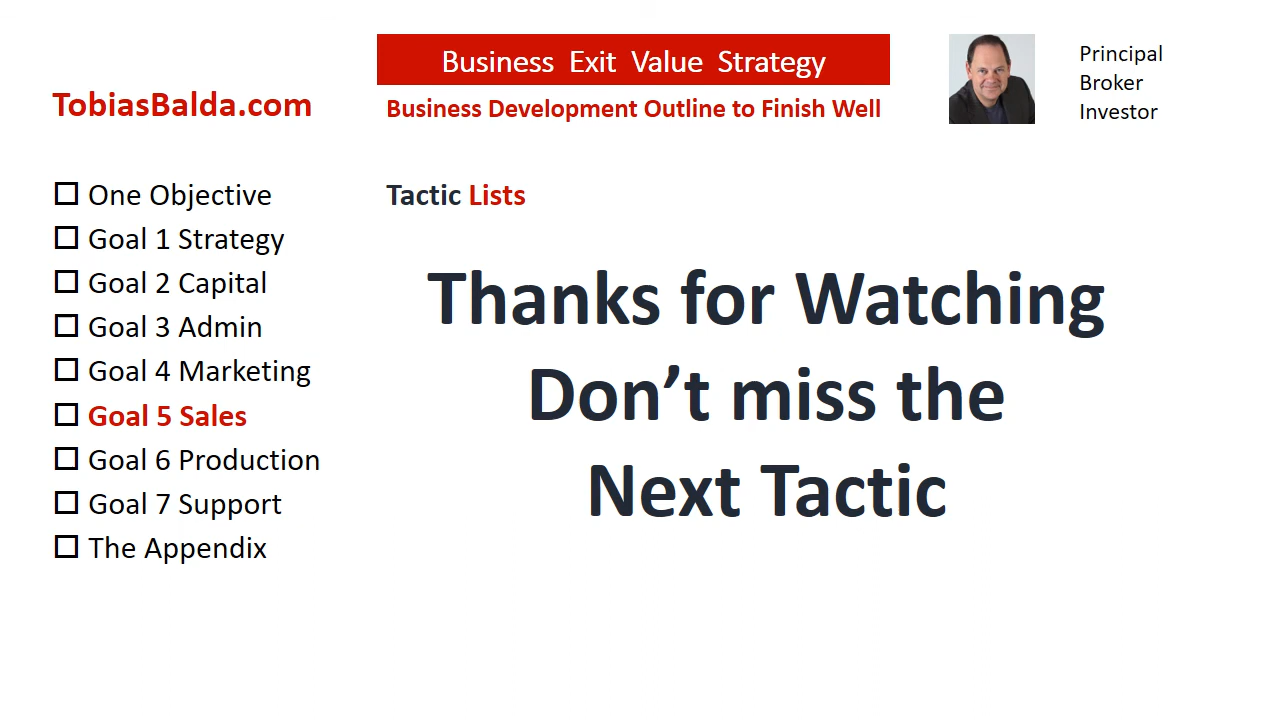 Business Exit Value Strategy
TobiasBalda.com
Business Development Outline to Finish Well
Principal
Broker
Investor
One Objective
Goal 1 Strategy
Goal 2 Capital
Goal 3 Admin
Goal 4 Marketing
Goal 5 Sales
Goal 6 Production
Goal 7 Support
The Appendix
Tactic Lists
Thanks for Watching
Don’t miss the
Next Tactic